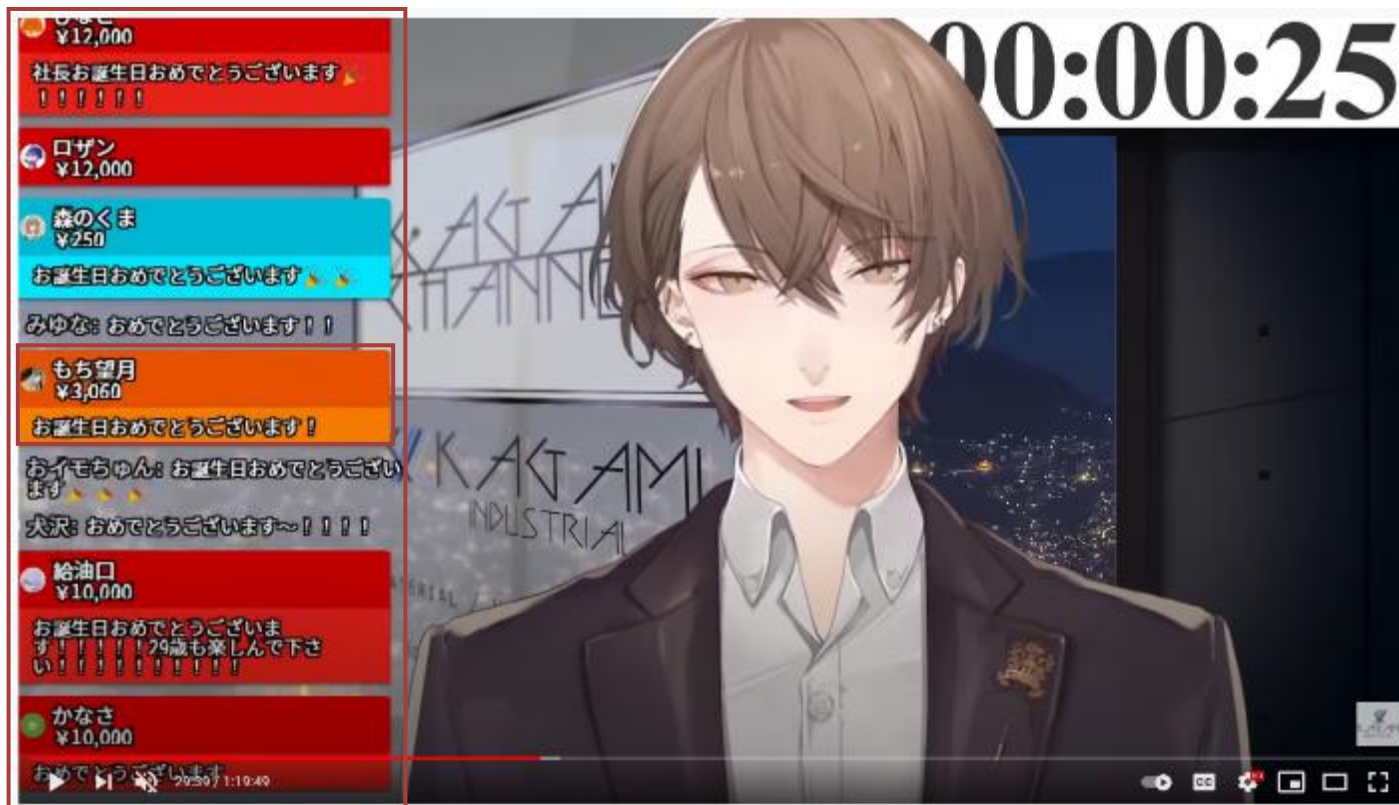 ¥12,000
社長お誕生日おめでとうございます🎉
！！！！！！
ロザン
¥12,000
森のくま
¥250
お誕生日おめでとうございます🎉🎉
みゆな: おめでとうございます！！
もち望月
¥3,060
お誕生日おめでとうございます！
おイモちゅん: お誕生日おめでとうござい
ます🎉🎉🎉
犬沢: おめでとうございます～！！！！
給油口
¥10,000
お誕生日おめでとうございま
す！！！！！29歳も楽しんで下さ
い！！！！！！！！！！
かなさ
¥10,000
おめでとうございます
29:39 / 1:19:49
00:00:25
KAGAMI
CHANNEL
KAGAMI
INDUSTRIAL
CC